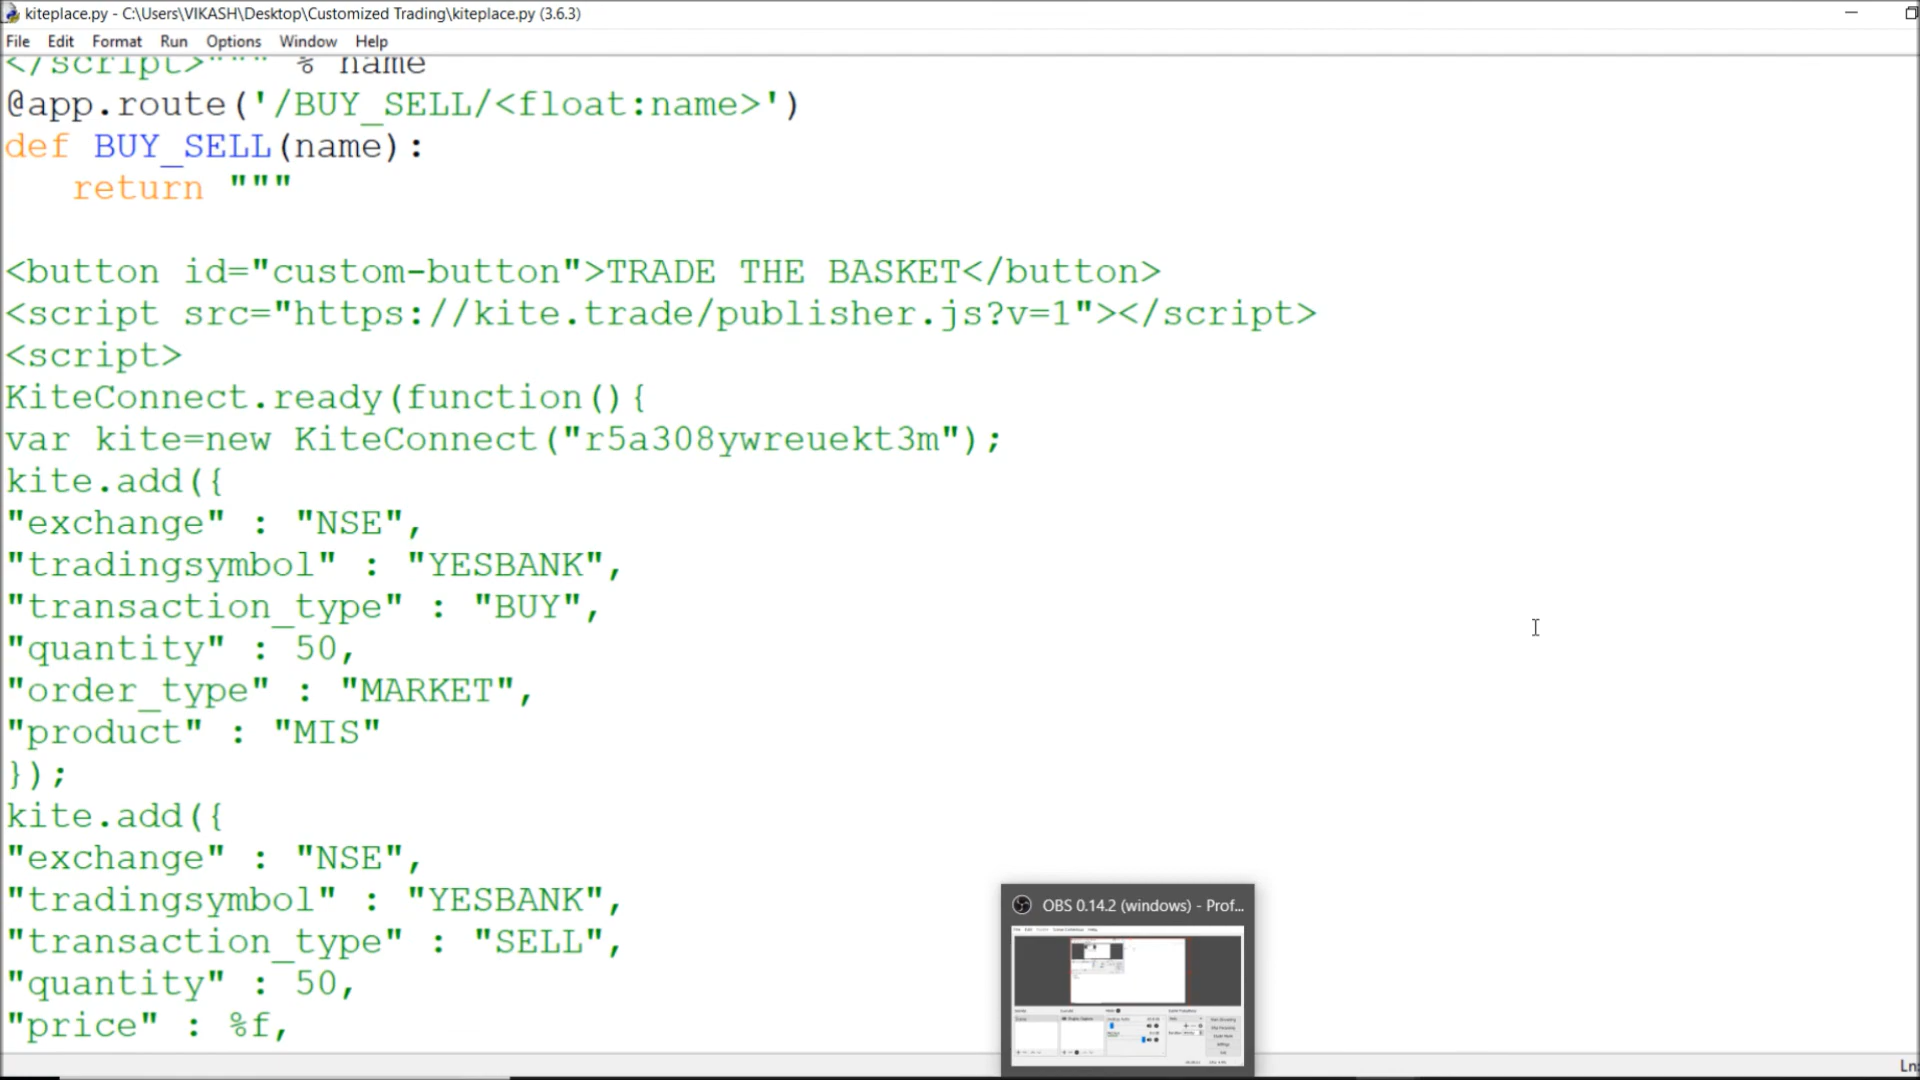 kiteplace.py - C:\Users\VIKASH\Desktop\Customized Trading\kiteplace.py (3.6.3)
File Edit Format Run Options Window Help
</script>""" % name
@app.route('/BUY_SELL/<float:name>')
def BUY_SELL(name):
return """
<button id="custom-button">TRADE THE BASKET</button>
<script src="https://kite.trade/publisher.js?v=1"></script>
<script>
KiteConnect.ready(function(){
var kite=new KiteConnect("r5a308ywreuekt3m");
kite.add({
"exchange" : "NSE",
"tradingsymbol" : "YESBANK",
"transaction_type" : "BUY",
"quantity" : 50,
"order_type" : "MARKET",
"product" : "MIS"
});
kite.add({
"exchange" : "NSE",
"tradingsymbol" : "YESBANK",
"transaction_type" : "SELL",
"quantity" : 50,
"price" : %f,
OBS 0.14.2 (windows) - Prof...
Ln